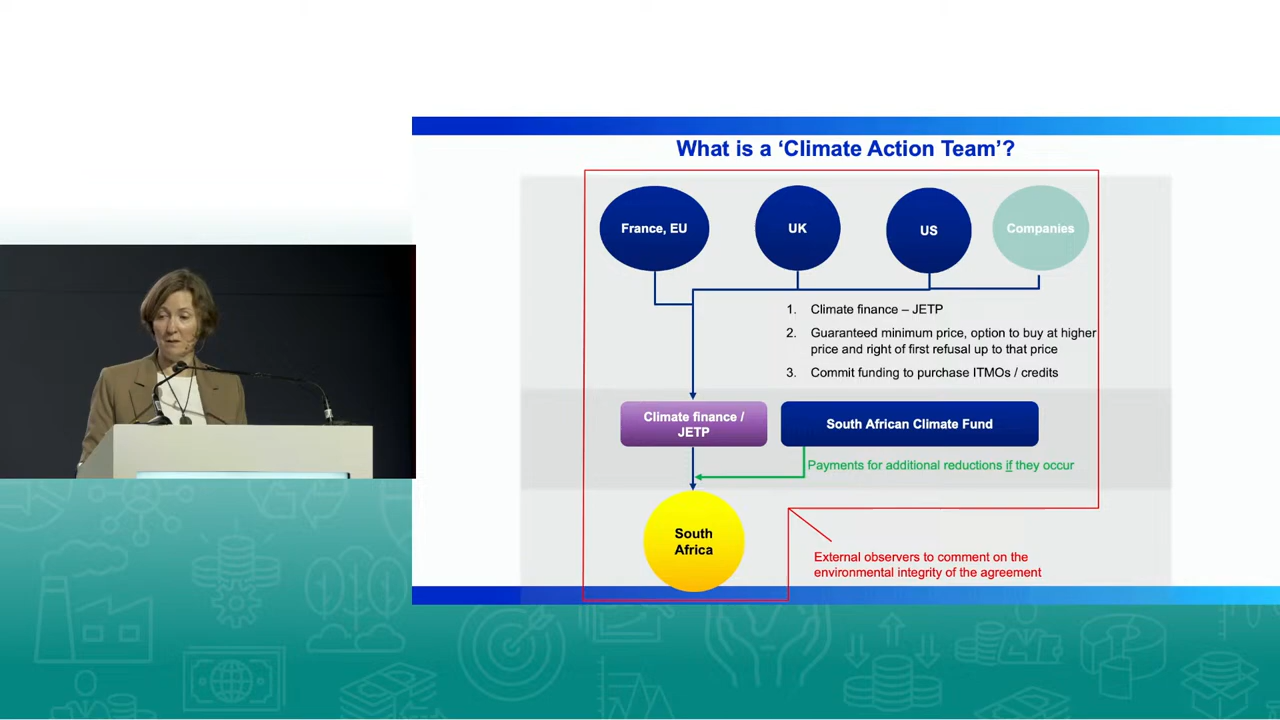 What is a ‘Climate Action Team’?
France, EU
UK
US
Companies
1. Climate finance – JETP
2. Guaranteed minimum price, option to buy at higher
price and right of first refusal up to that price
3. Commit funding to purchase ITMOs / credits
Climate finance /
JETP
South African Climate Fund
Payments for additional reductions if they occur
South
Africa
External observers to comment on the
environmental integrity of the agreement